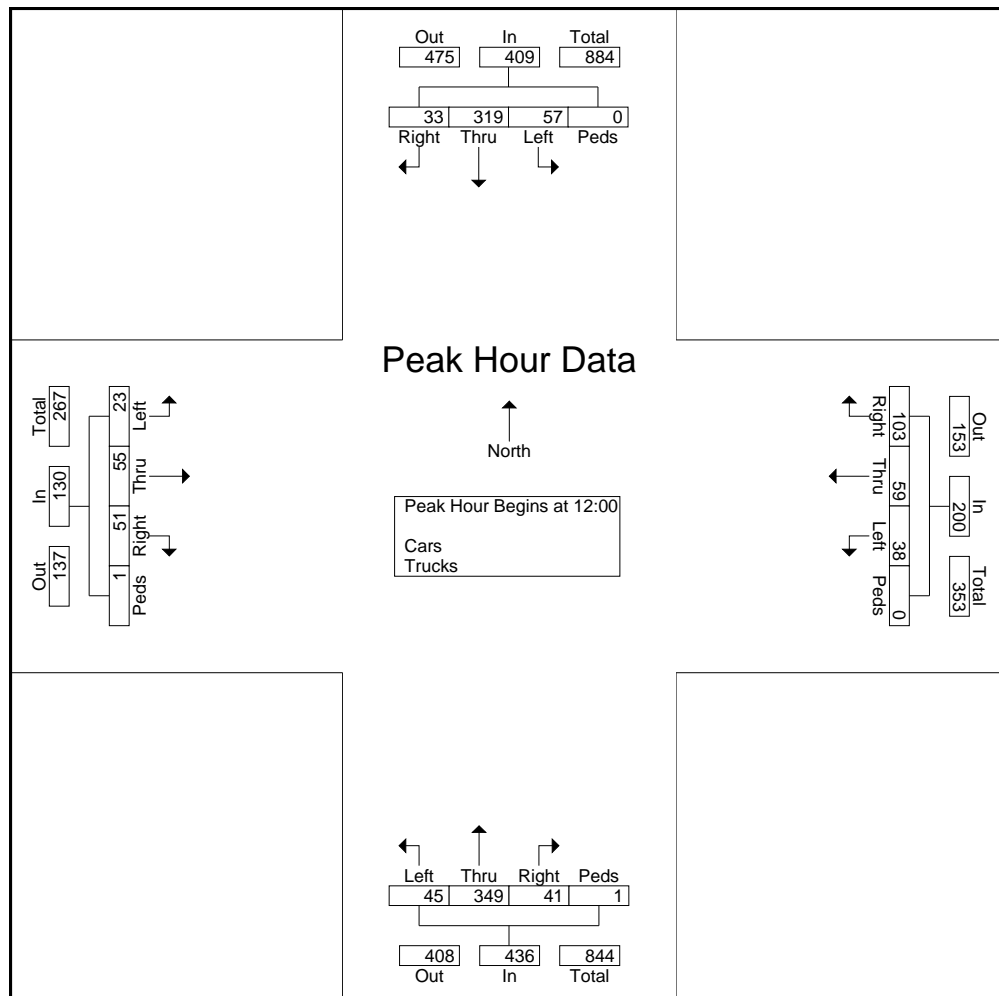 Out In Total
475 409 884
33 319 57 0
Right Thru Left Peds
Peak Hour Data
North
Peak Hour Begins at 12:00
Cars
Trucks
Total In Out
267 130 137
23 55 51 1
Left Thru Right Peds
Out In Total
153 200 353
103 59 38 0
Right Thru Left Peds
Left Thru Right Peds
45 349 41 1
408 436 844
Out In Total